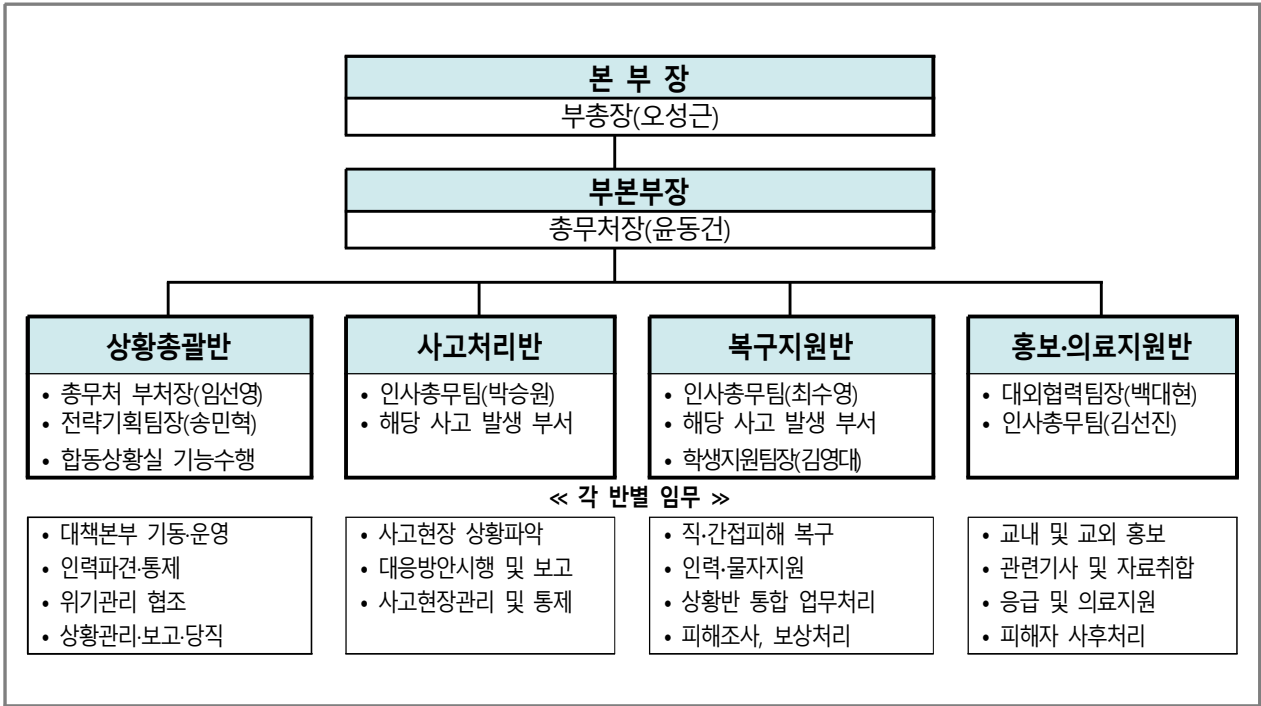 본 부 장
부총장(오성근)
부본부장
총무처장(윤동건)
상황총괄반
• 총무처 부처장(임선영)
• 전략기획팀장(송민혁)
• 합동상황실 기능수행
사고처리반
• 인사총무팀(박승원)
• 해당 사고 발생 부서
복구지원반
• 인사총무팀(최수영)
• 해당 사고 발생 부서
• 학생지원팀장(김영대)
홍보·의료지원반
• 대외협력팀장(백대현)
• 인사총무팀(김선진)
≪ 각 반별 임무 ≫
• 대책본부 기동·운영
• 인력파견·통제
• 위기관리 협조
• 상황관리·보고·당직
• 사고현장 상황파악
• 대응방안시행 및 보고
• 사고현장관리 및 통제
• 직·간접피해 복구
• 인력·물자지원
• 상황반 통합 업무처리
• 피해조사, 보상처리
• 교내 및 교외 홍보
• 관련기사 및 자료취합
• 응급 및 의료지원
• 피해자 사후처리